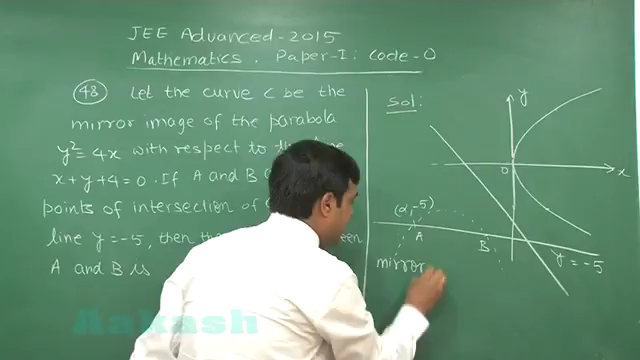 JEE Advanced-2015
Mathematics, Paper-I: Code-0
48 Let the curve C be the
mirror image of the parabola
y² = 4x with respect to the
x+y+4=0. If A and B
points of intersection of C
line y = -5, then the
A and B is
Sol:
y
O
x
(α,-5)
A
B
y = -5
mirror
Aakash